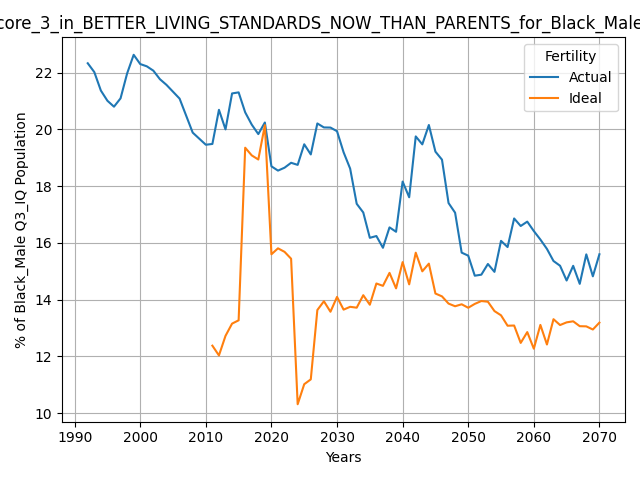 core_3_in_BETTER_LIVING_STANDARDS_NOW_THAN_PARENTS_for_Black_Male
Fertility
Actual
Ideal
% of Black_Male Q3_IQ Population
22
20
18
16
14
12
10
1990 2000 2010 2020 2030 2040 2050 2060 2070
Years